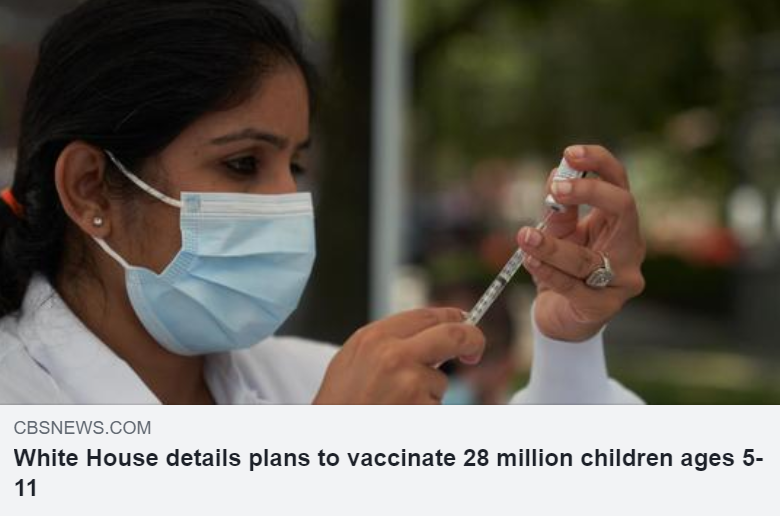 CBSNEWS.COM
White House details plans to vaccinate 28 million children ages 5-
11